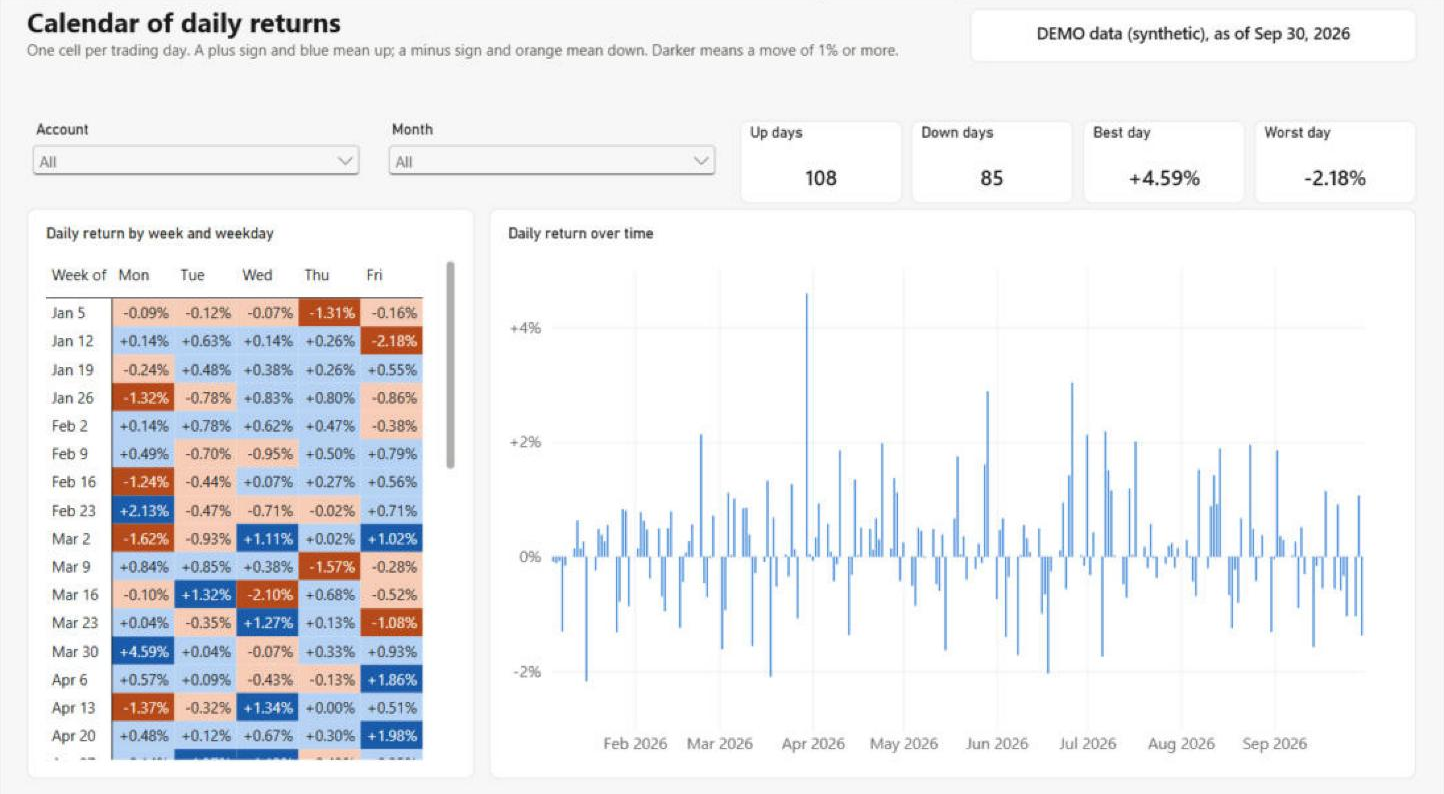 Calendar of daily returns
One cell per trading day. A plus sign and blue mean up; a minus sign and orange mean down. Darker means a move of 1% or more.
DEMO data (synthetic), as of Sep 30, 2026
Account
All
Month
All
Up days
108
Down days
85
Best day
+4.59%
Worst day
-2.18%
Daily return by week and weekday
Week of Mon Tue Wed Thu Fri
Jan 5 -0.09% -0.12% -0.07% -1.31% -0.16%
Jan 12 +0.14% +0.63% +0.14% +0.26% -2.18%
Jan 19 -0.24% +0.48% +0.38% +0.26% +0.55%
Jan 26 -1.32% -0.78% +0.83% +0.80% -0.86%
Feb 2 +0.14% +0.78% +0.62% +0.47% -0.38%
Feb 9 +0.49% -0.70% -0.95% +0.50% +0.79%
Feb 16 -1.24% -0.44% +0.07% +0.27% +0.56%
Feb 23 +2.13% -0.47% -0.71% -0.02% +0.71%
Mar 2 -1.62% -0.93% +1.11% +0.02% +1.02%
Mar 9 +0.84% +0.85% +0.38% -1.57% -0.28%
Mar 16 -0.10% +1.32% -2.10% +0.68% -0.52%
Mar 23 +0.04% -0.35% +1.27% +0.13% -1.08%
Mar 30 +4.59% +0.04% -0.07% +0.33% +0.93%
Apr 6 +0.57% +0.09% -0.43% -0.13% +1.86%
Apr 13 -1.37% -0.32% +1.34% +0.00% +0.51%
Apr 20 +0.48% +0.12% +0.67% +0.30% +1.98%
Daily return over time
+4%
+2%
0%
-2%
Feb 2026 Mar 2026 Apr 2026 May 2026 Jun 2026 Jul 2026 Aug 2026 Sep 2026